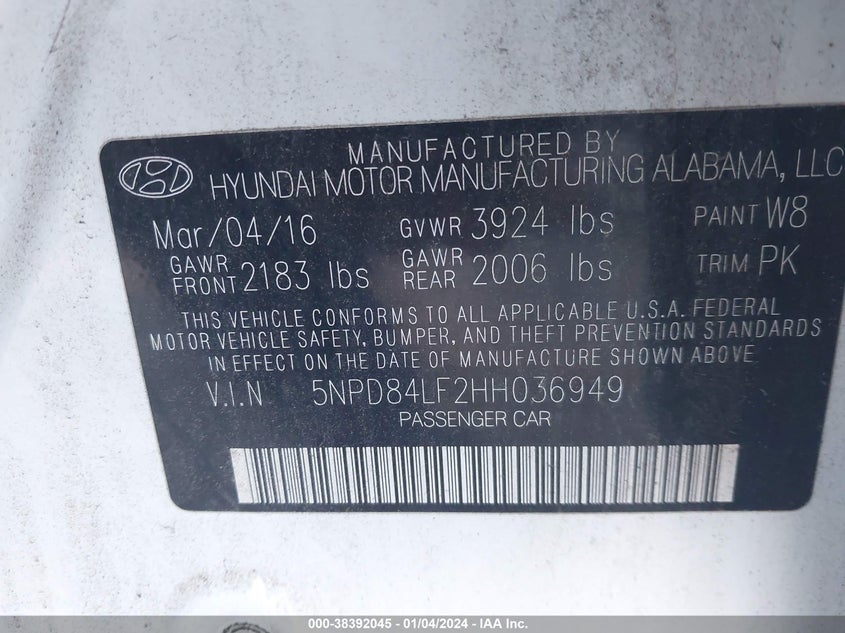 MANUFACTURED BY
HYUNDAI MOTOR MANUFACTURING ALABAMA, LLC
Mar/04/16 GVWR 3924 lbs PAINT W8
GAWR FRONT 2183 lbs GAWR REAR 2006 lbs TRIM PK
THIS VEHICLE CONFORMS TO ALL APPLICABLE U.S.A. FEDERAL
MOTOR VEHICLE SAFETY, BUMPER, AND THEFT PREVENTION STANDARDS
IN EFFECT ON THE DATE OF MANUFACTURE SHOWN ABOVE
V.I.N 5NPD84LF2HH036949
PASSENGER CAR
000-38392045 - 01/04/2024 - IAA Inc.